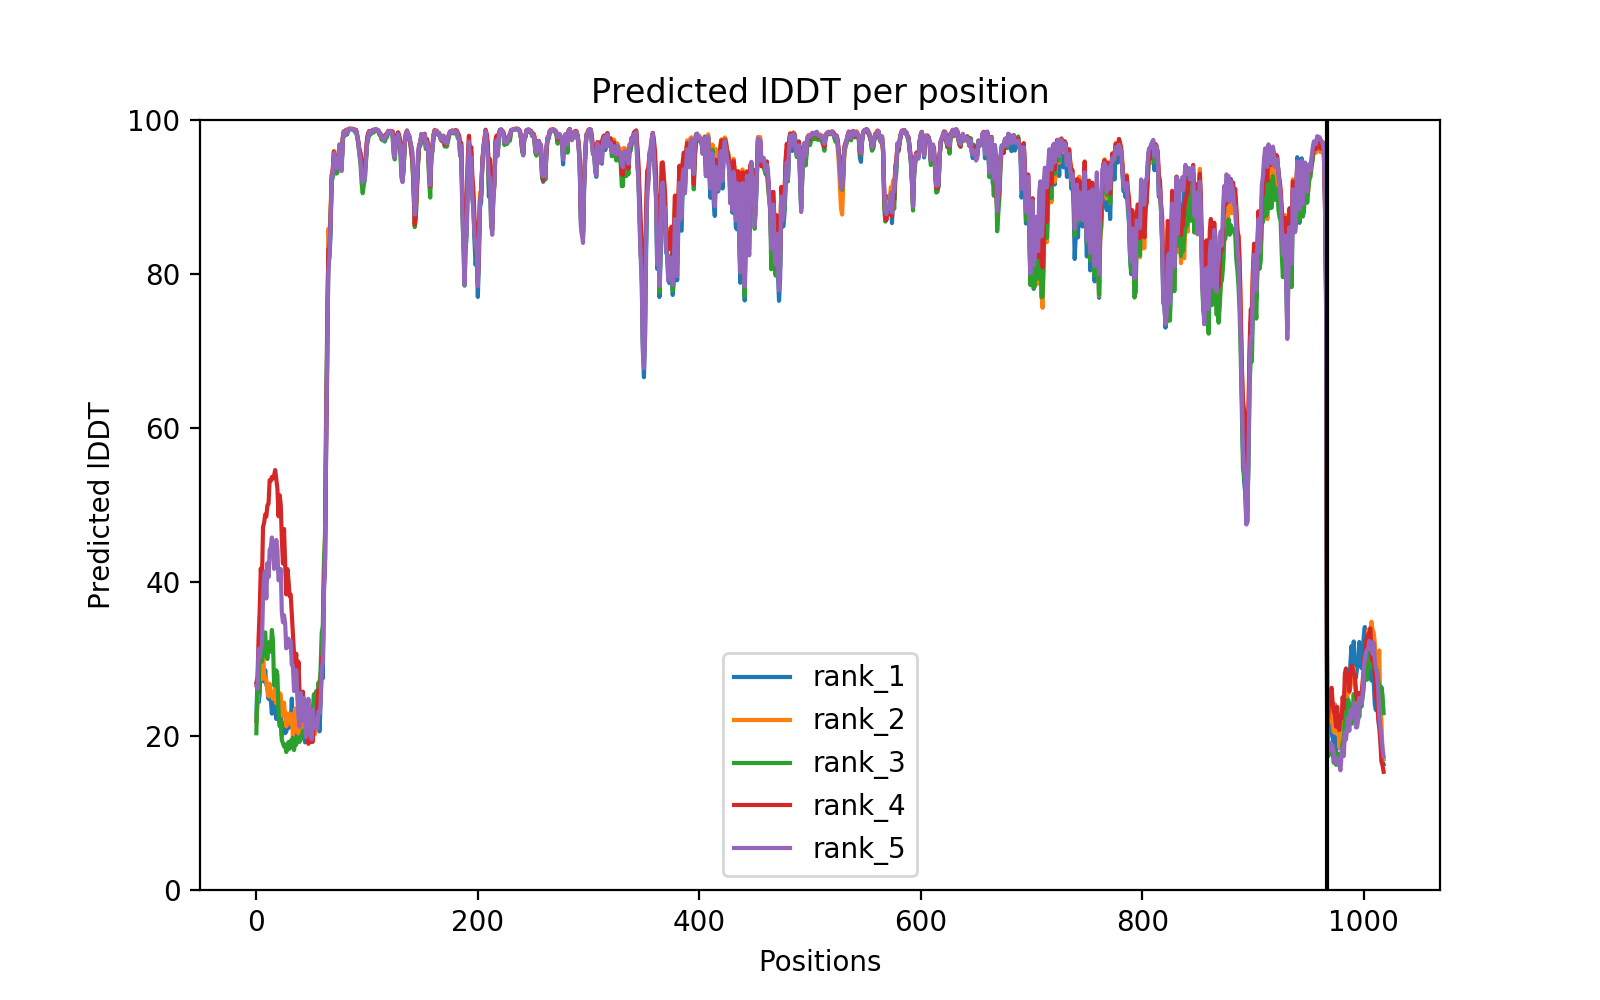 Predicted lDDT per position
100
80
60
40
20
0
Predicted lDDT
rank_1
rank_2
rank_3
rank_4
rank_5
0 200 400 600 800 1000
Positions